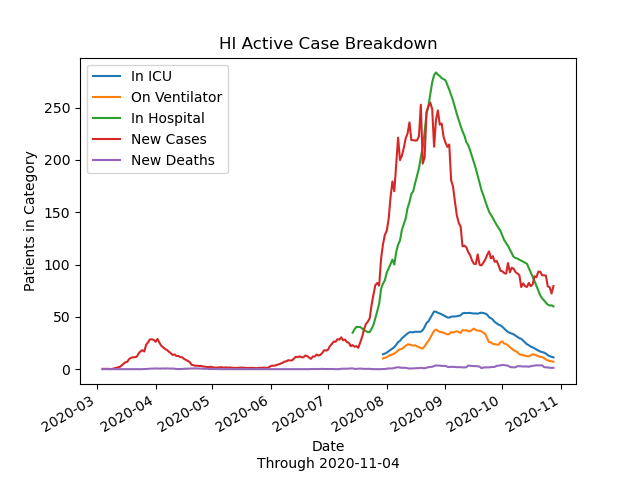 HI Active Case Breakdown
In ICU
On Ventilator
In Hospital
New Cases
New Deaths
Patients in Category
250
200
150
100
50
0
2020-03
2020-04
2020-05
2020-06
2020-07
2020-08
2020-09
2020-10
2020-11
Date
Through 2020-11-04